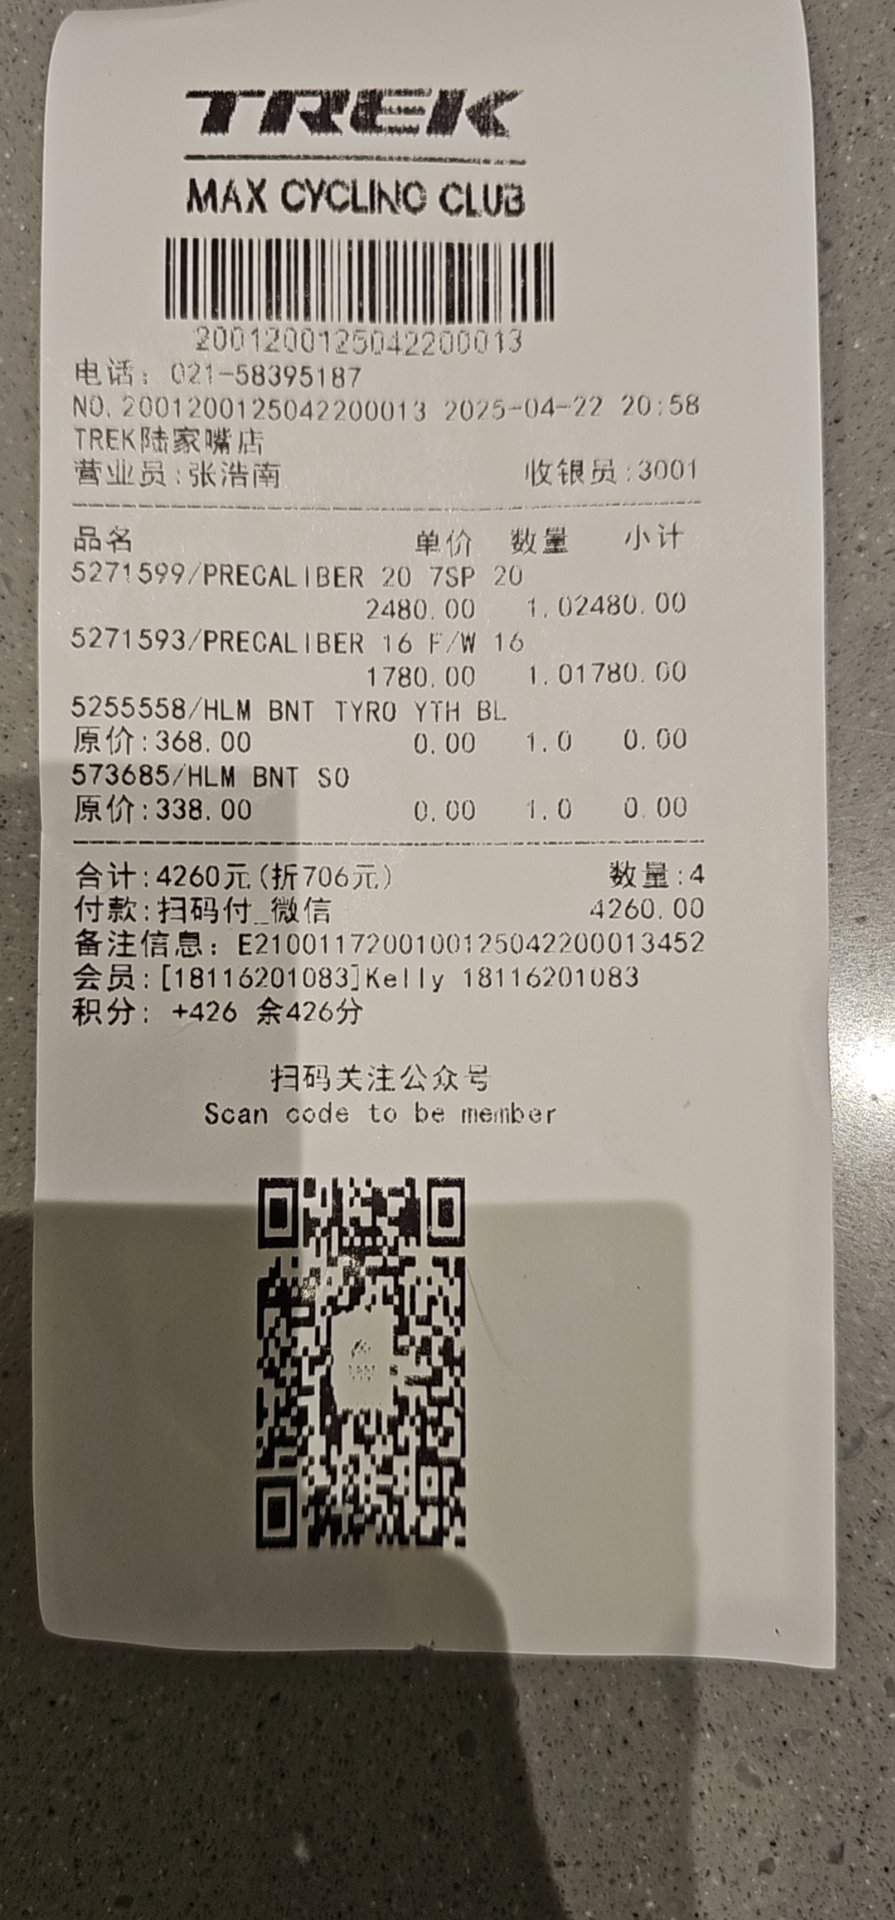 TREK
MAX CYCLING CLUB
2001200125042200013
电话：021-58395187
NO.2001200125042200013 2025-04-22 20:58
TREK陆家嘴店
营业员:张浩南 收银员:3001
品名 单价 数量 小计
5271599/PRECALIBER 20 7SP 20
2480.00 1.02480.00
5271593/PRECALIBER 16 F/W 16
1780.00 1.01780.00
5255558/HLM BNT TYRO YTH BL
原价:368.00 0.00 1.0 0.00
573685/HLM BNT SO
原价:338.00 0.00 1.0 0.00
合计:4260元(折706元) 数量:4
付款:扫码付_微信 4260.00
备注信息：E2100117200100125042200013452
会员:[18116201083]Kelly 18116201083
积分：+426 余426分
扫码关注公众号
Scan code to be member